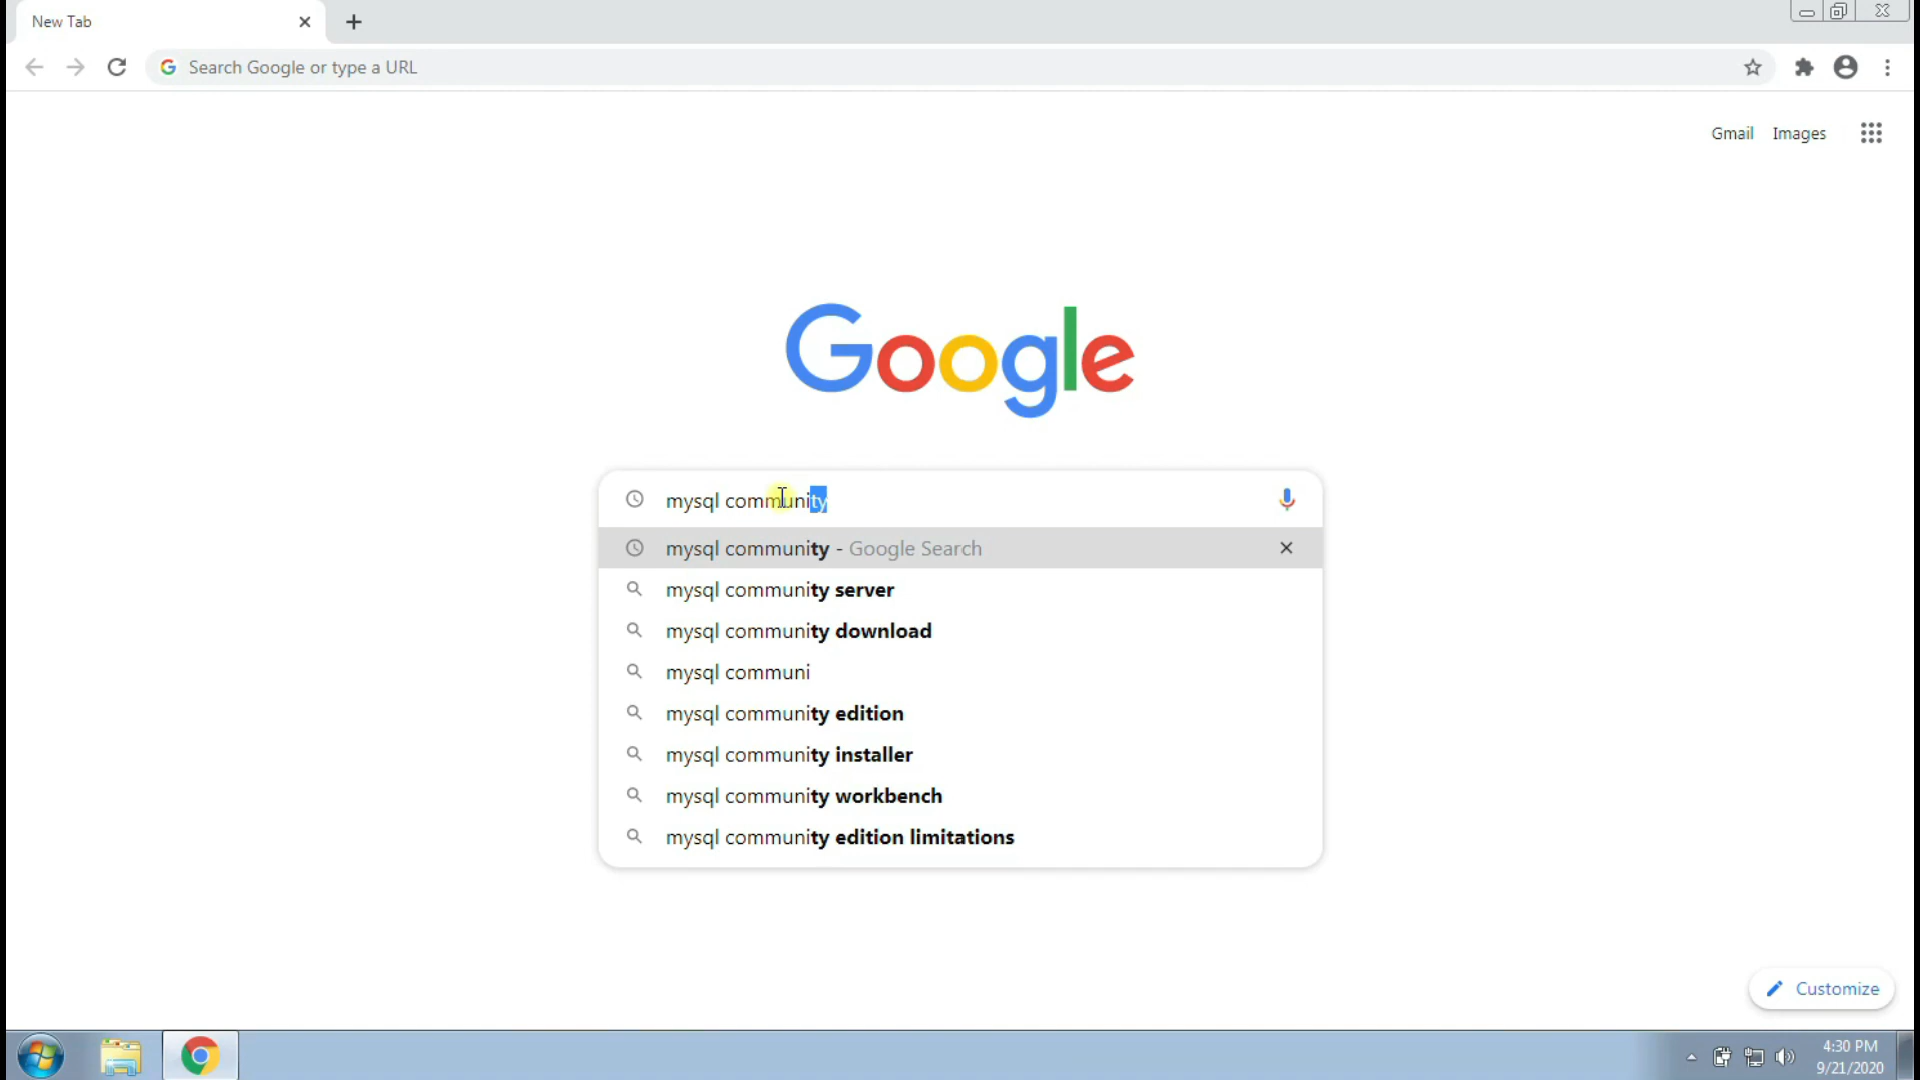 New Tab
Search Google or type a URL
Gmail Images
Google
mysql community
mysql community - Google Search
mysql community server
mysql community download
mysql communi
mysql community edition
mysql community installer
mysql community workbench
mysql community edition limitations
Customize
4:30 PM
9/21/2020